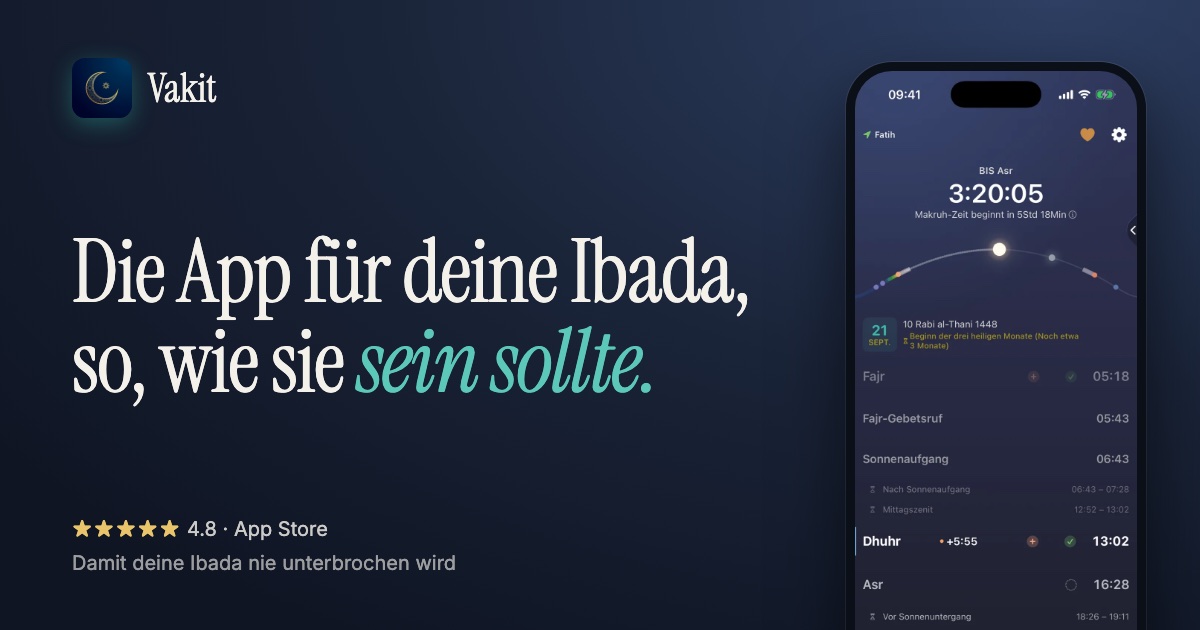 Vakit
Die App für deine Ibada,
so, wie sie sein sollte.
★★★★★ 4.8 · App Store
Damit deine Ibada nie unterbrochen wird
09:41
Fatih
BIS Asr
3:20:05
Makruh-Zeit beginnt in 5Std 18Min
21
SEPT.
10 Rabi al-Thani 1448
Beginn der drei heiligen Monate (Noch etwa
3 Monate)
Fajr 05:18
Fajr-Gebetsruf 05:43
Sonnenaufgang 06:43
Nach Sonnenaufgang 06:43 – 07:28
Mittagszenit 12:52 – 13:02
Dhuhr • +5:55 13:02
Asr 16:28
Vor Sonnenuntergang 18:26 – 19:11